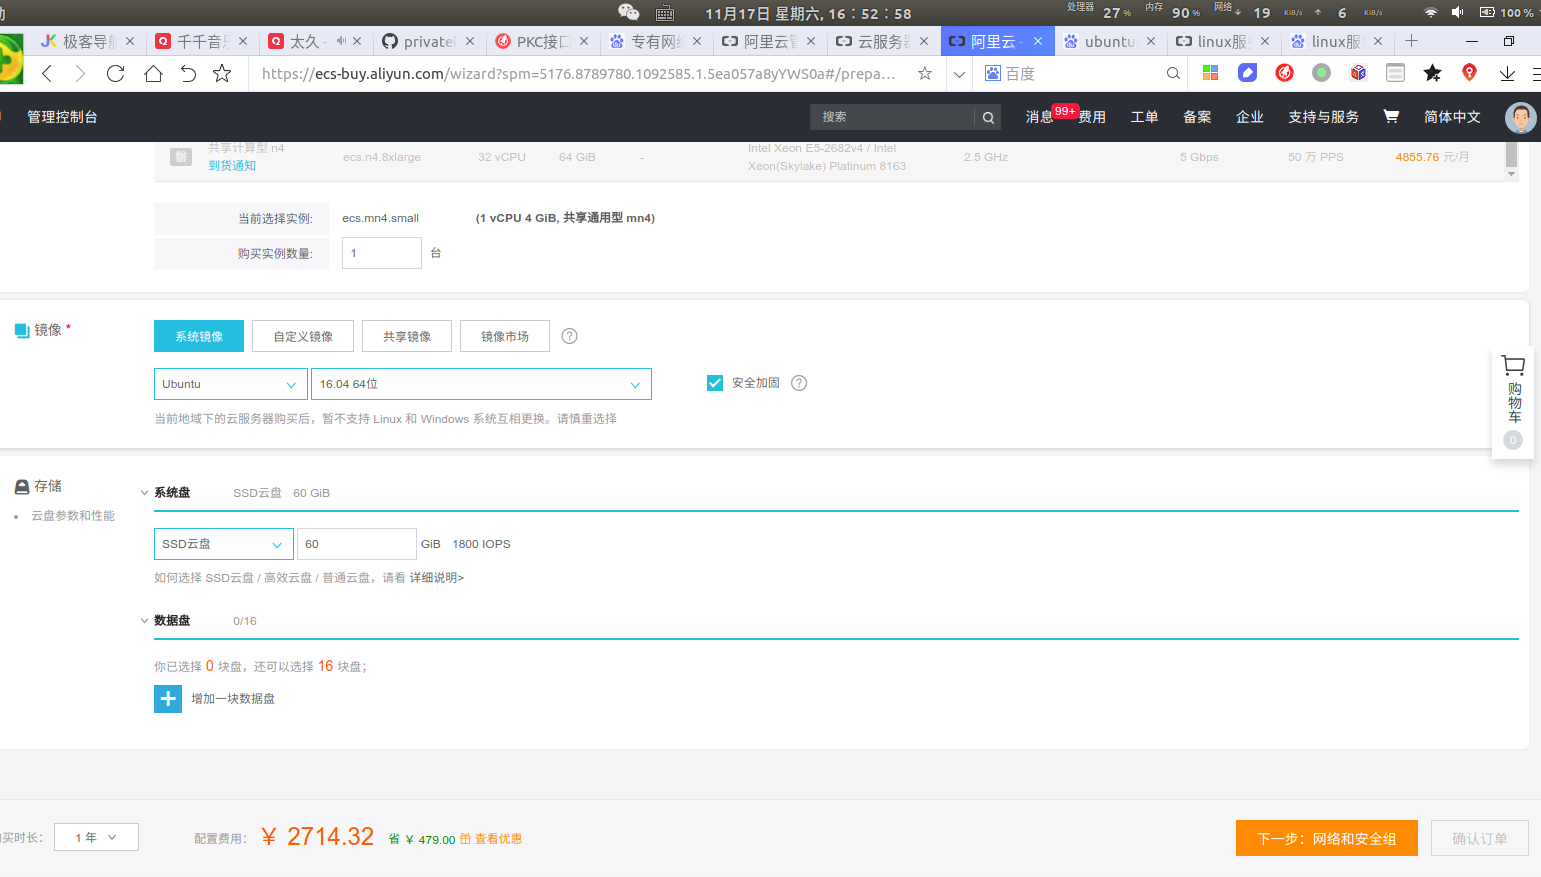 11月17日 星期六, 16：52：58
处理器 27 % 内存 90 % 网络 19 KiB/s 6 KiB/s 100 %
极客导航 × 千千音乐 × 太久 - × private × PKC接口 × 专有网络 × 阿里云管 × 云服务器 × 阿里云 - × ubuntu × linux服务 × linux服务 ×
https://ecs-buy.aliyun.com/wizard?spm=5176.8789780.1092585.1.5ea057a8yYWS0a#/prepa... 百度
管理控制台 搜索 消息 99+ 费用 工单 备案 企业 支持与服务 简体中文
共享计算型 n4 ecs.n4.8xlarge 32 vCPU 64 GiB - Intel Xeon E5-2682v4 / Intel 2.5 GHz 5 Gbps 50 万 PPS 4855.76 元/月
到货通知 Xeon(Skylake) Platinum 8163
当前选择实例: ecs.mn4.small (1 vCPU 4 GiB, 共享通用型 mn4)
购买实例数量: 1 台
镜像 *
系统镜像 自定义镜像 共享镜像 镜像市场 ?
Ubuntu 16.04 64位 安全加固 ?
当前地域下的云服务器购买后，暂不支持 Linux 和 Windows 系统互相更换。请慎重选择
购物车
0
存储
云盘参数和性能
系统盘 SSD云盘 60 GiB
SSD云盘 60 GiB 1800 IOPS
如何选择 SSD云盘 / 高效云盘 / 普通云盘，请看 详细说明>
数据盘 0/16
你已选择 0 块盘，还可以选择 16 块盘；
增加一块数据盘
买时长： 1 年 配置费用： ¥ 2714.32 省 ¥ 479.00 查看优惠 下一步：网络和安全组 确认订单